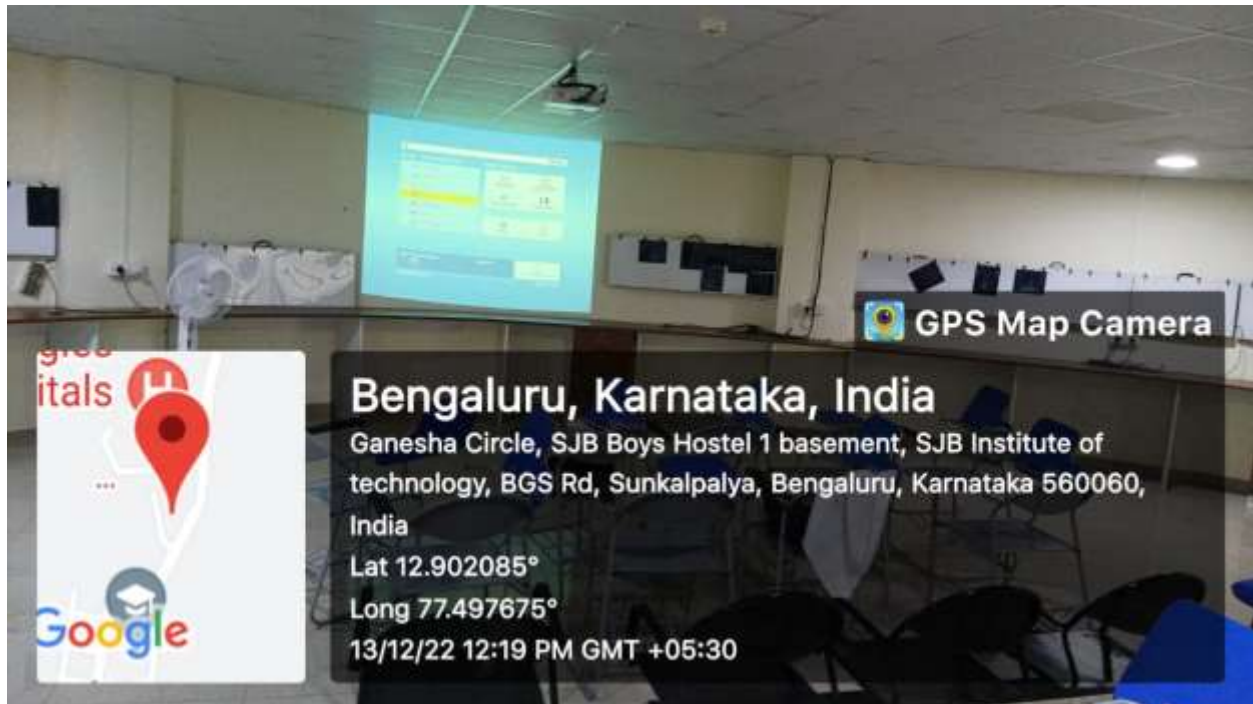 GPS Map Camera
itals
Google
Bengaluru, Karnataka, India
Ganesha Circle, SJB Boys Hostel 1 basement, SJB Institute of
technology, BGS Rd, Sunkalpalya, Bengaluru, Karnataka 560060,
India
Lat 12.902085°
Long 77.497675°
13/12/22 12:19 PM GMT +05:30